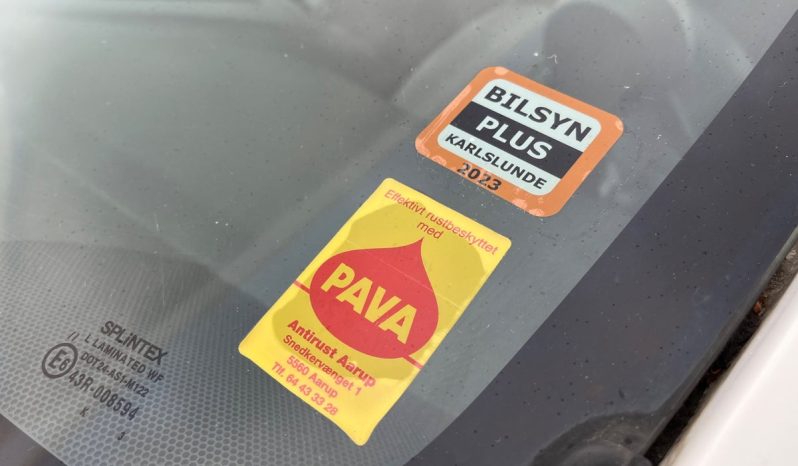 BILSYN
PLUS
KARLSLUNDE
2023
Effektivt rustbeskyttet
med
PAVA
Antirust Aarup
Snedkervænget 1
5560 Aarup
Tlf. 64 43 33 28
SPLiNTEX
// L LAMINATED WF
DOT24-AS1-M122
E6 43R-008594
K 3